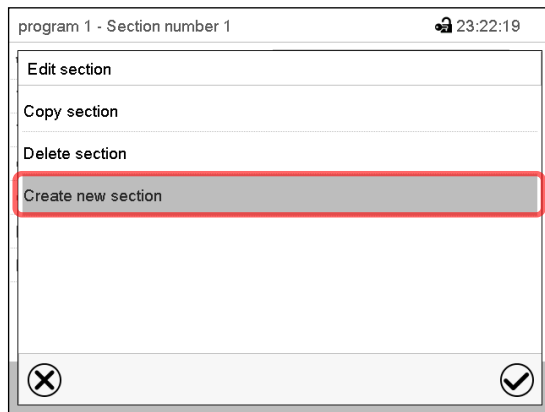 program 1 - Section number 1 23:22:19
Edit section
Copy section
Delete section
Create new section